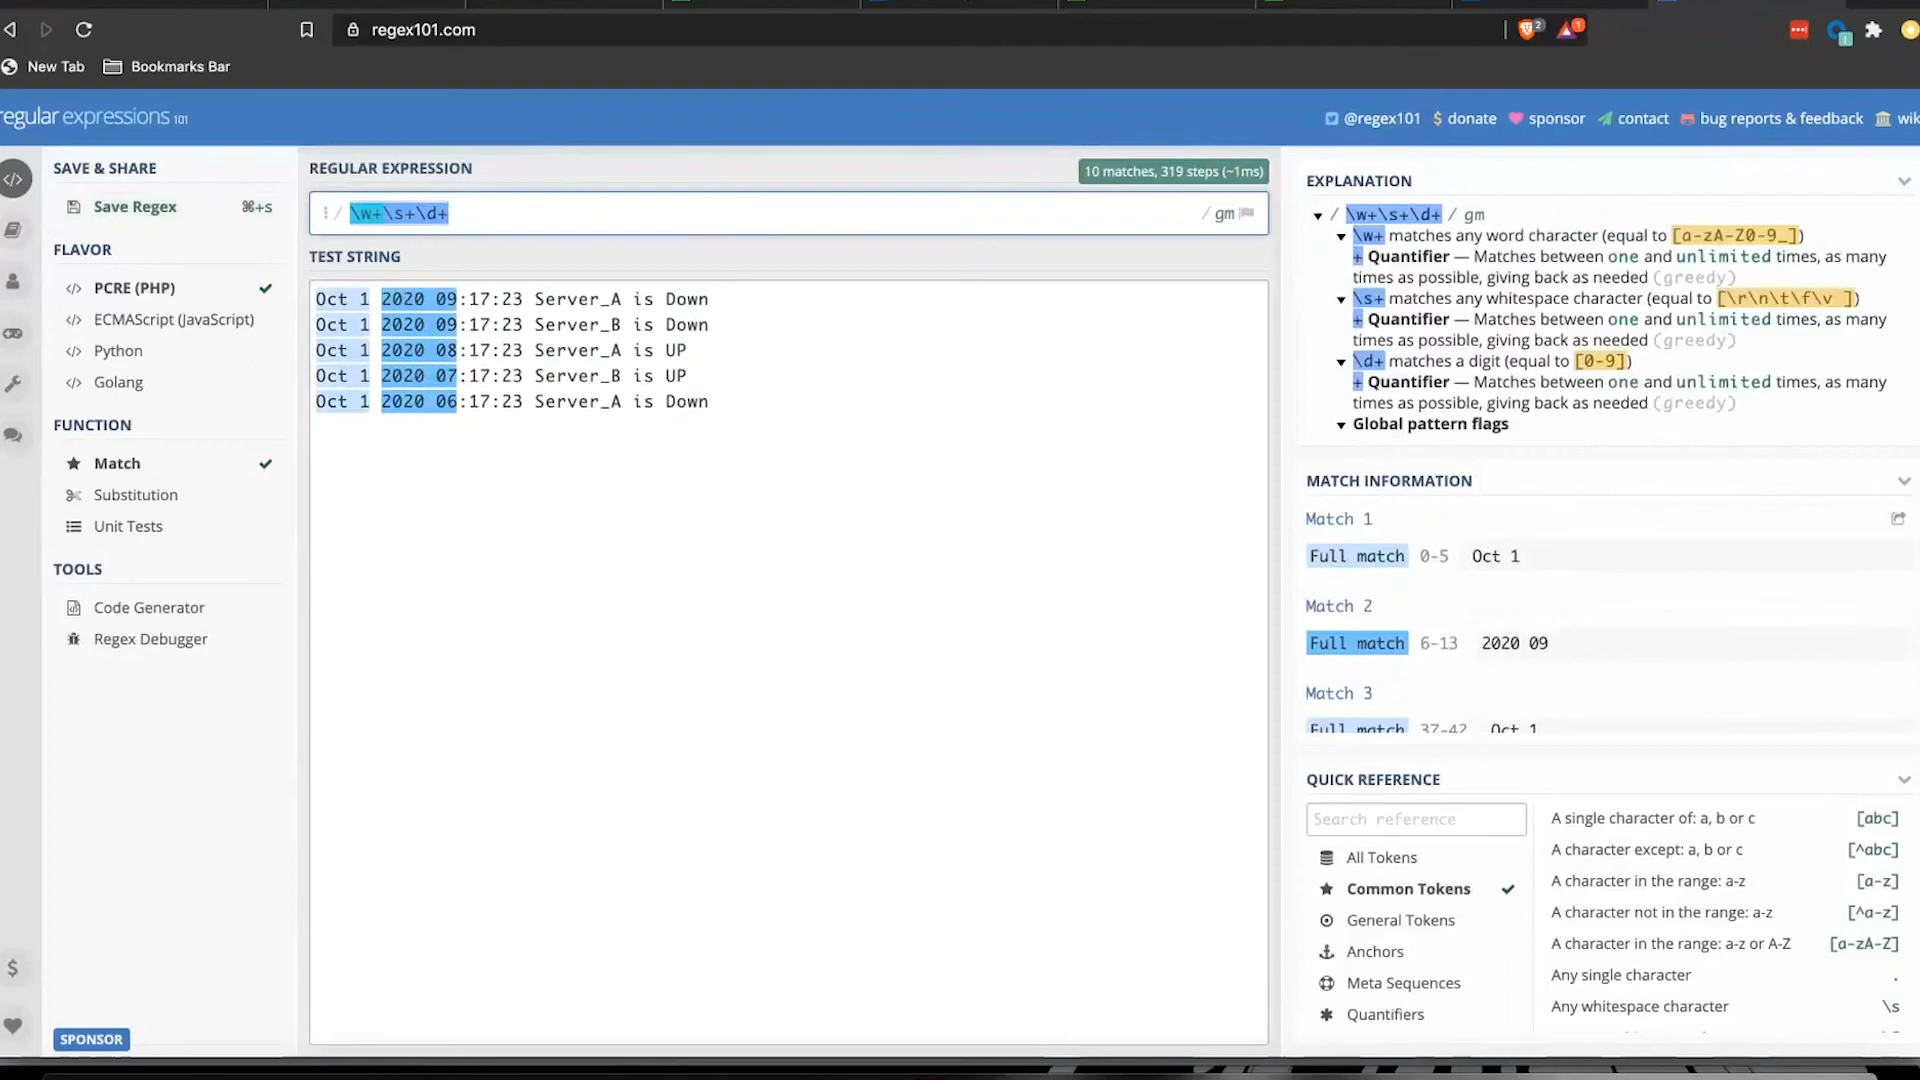 regex101.com
2
1
New Tab
Bookmarks Bar
regular expressions 101
@regex101
donate
sponsor
contact
bug reports & feedback
SAVE & SHARE
Save Regex
⌘+s
FLAVOR
PCRE (PHP)
ECMAScript (JavaScript)
Python
Golang
FUNCTION
Match
Substitution
Unit Tests
TOOLS
Code Generator
Regex Debugger
SPONSOR
REGULAR EXPRESSION
10 matches, 319 steps (~1ms)
/ \w+\s+\d+ / gm
TEST STRING
Oct 1 2020 09:17:23 Server_A is Down
Oct 1 2020 09:17:23 Server_B is Down
Oct 1 2020 08:17:23 Server_A is UP
Oct 1 2020 07:17:23 Server_B is UP
Oct 1 2020 06:17:23 Server_A is Down
EXPLANATION
/ \w+\s+\d+ / gm
\w+ matches any word character (equal to [a-zA-Z0-9_])
+ Quantifier — Matches between one and unlimited times, as many
times as possible, giving back as needed (greedy)
\s+ matches any whitespace character (equal to [\r\n\t\f\v ])
+ Quantifier — Matches between one and unlimited times, as many
times as possible, giving back as needed (greedy)
\d+ matches a digit (equal to [0-9])
+ Quantifier — Matches between one and unlimited times, as many
times as possible, giving back as needed (greedy)
Global pattern flags
MATCH INFORMATION
Match 1
Full match 0-5 Oct 1
Match 2
Full match 6-13 2020 09
Match 3
Full match 37-42 Oct 1
QUICK REFERENCE
Search reference
All Tokens
Common Tokens
General Tokens
Anchors
Meta Sequences
Quantifiers
A single character of: a, b or c [abc]
A character except: a, b or c [^abc]
A character in the range: a-z [a-z]
A character not in the range: a-z [^a-z]
A character in the range: a-z or A-Z [a-zA-Z]
Any single character .
Any whitespace character \s